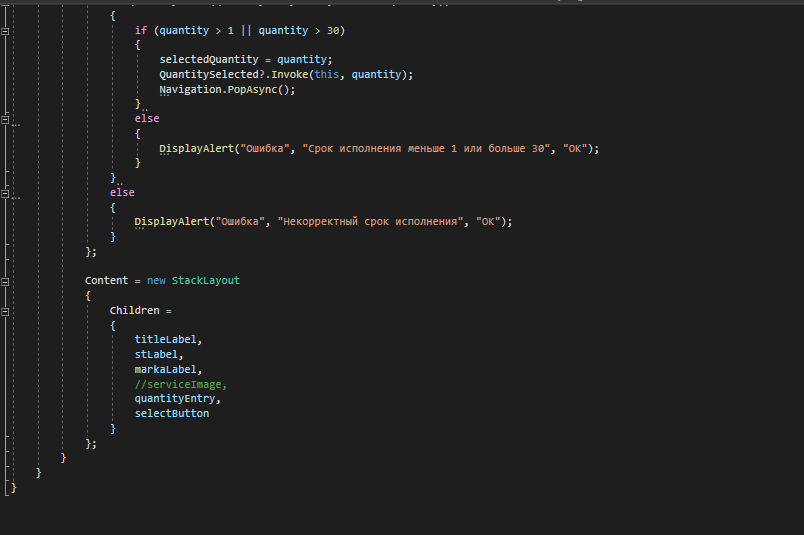 {
if (quantity > 1 || quantity > 30)
{
selectedQuantity = quantity;
QuantitySelected?.Invoke(this, quantity);
Navigation.PopAsync();
}
else
{
DisplayAlert("Ошибка", "Срок исполнения меньше 1 или больше 30", "OK");
}
}
else
{
DisplayAlert("Ошибка", "Некорректный срок исполнения", "OK");
}
};
Content = new StackLayout
{
Children =
{
titleLabel,
stLabel,
markaLabel,
//serviceImage,
quantityEntry,
selectButton
}
};
}
}
}